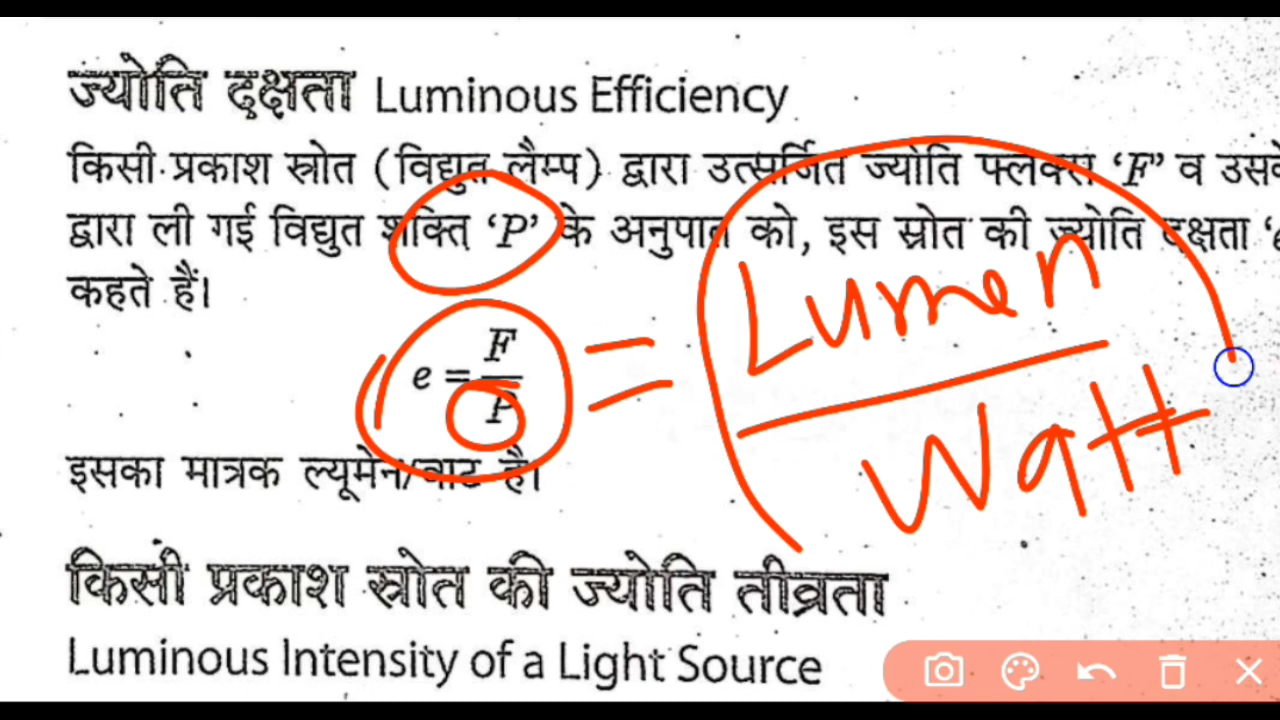 ज्योति दक्षता Luminous Efficiency
किसी प्रकाश स्रोत (विद्युत लैम्प) द्वारा उत्सर्जित ज्योति फ्लक्स ‘F’ व
द्वारा ली गई विद्युत शक्ति ‘P’ के अनुपात को, इस स्रोत की ज्योति दक्षता
कहते हैं।
e = F/P = Lumen/Watt
इसका मात्रक ल्यूमेन/वाट है।
किसी प्रकाश स्रोत की ज्योति तीव्रता
Luminous Intensity of a Light Source